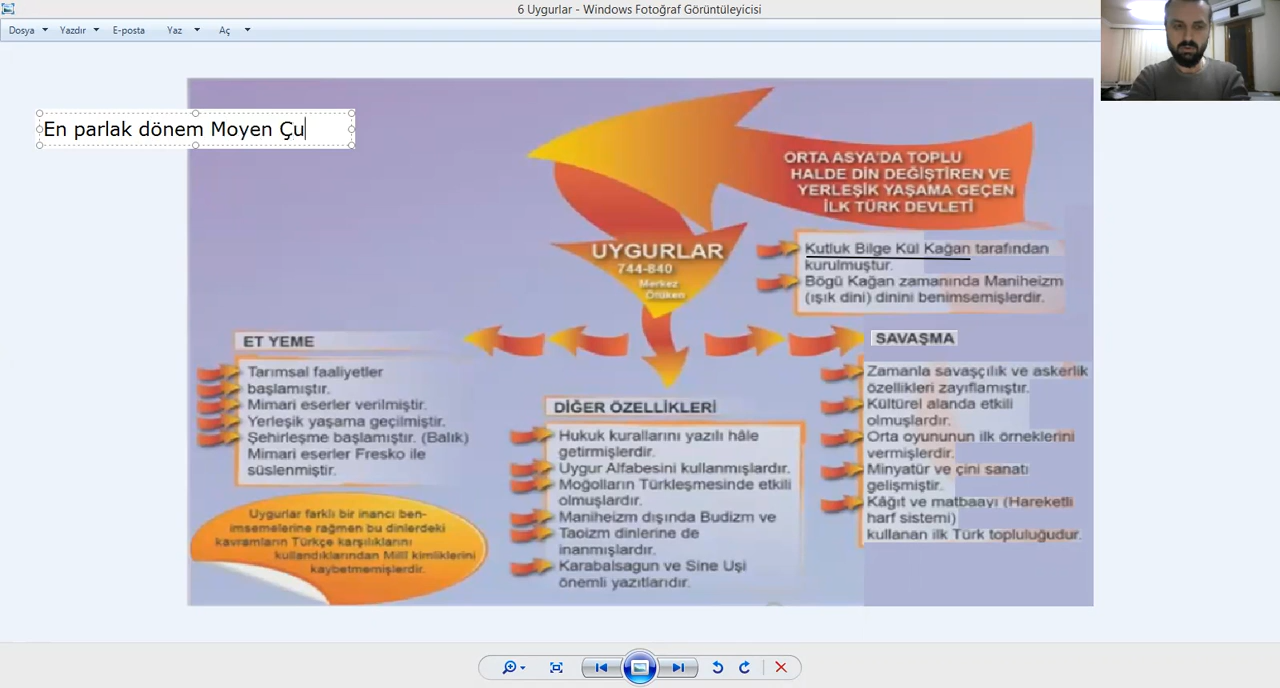 6 Uygurlar - Windows Fotoğraf Görüntüleyicisi
Dosya Yazdır E-posta Yaz Aç
En parlak dönem Moyen Çu
ORTA ASYA'DA TOPLU
HALDE DİN DEĞİŞTİREN VE
YERLEŞİK YAŞAMA GEÇEN
İLK TÜRK DEVLETİ
UYGURLAR
744-840
Merkez
Ötüken
Kutluk Bilge Kül Kağan tarafından
kurulmuştur.
Bögü Kağan zamanında Maniheizm
(ışık dini) dinini benimsemişlerdir.
ET YEME
Tarımsal faaliyetler
başlamıştır.
Mimari eserler verilmiştir.
Yerleşik yaşama geçilmiştir.
Şehirleşme başlamıştır. (Balık)
Mimari eserler Fresko ile
süslenmiştir.
Uygurlar farklı bir inancı ben-
imsemelerine rağmen bu dinlerdeki
kavramların Türkçe karşılıklarını
kullandıklarından Millî kimliklerini
kaybetmemişlerdir.
DİĞER ÖZELLİKLERİ
Hukuk kurallarını yazılı hâle
getirmişlerdir.
Uygur Alfabesini kullanmışlardır.
Moğolların Türkleşmesinde etkili
olmuşlardır.
Maniheizm dışında Budizm ve
Taoizm dinlerine de
inanmışlardır.
Karabalsagun ve Sine Uşi
önemli yazıtlarıdır.
SAVAŞMA
Zamanla savaşçılık ve askerlik
özellikleri zayıflamıştır.
Kültürel alanda etkili
olmuşlardır.
Orta oyununun ilk örneklerini
vermişlerdir.
Minyatür ve çini sanatı
gelişmiştir.
Kâğıt ve matbaayı (Hareketli
harf sistemi)
kullanan ilk Türk topluluğudur.